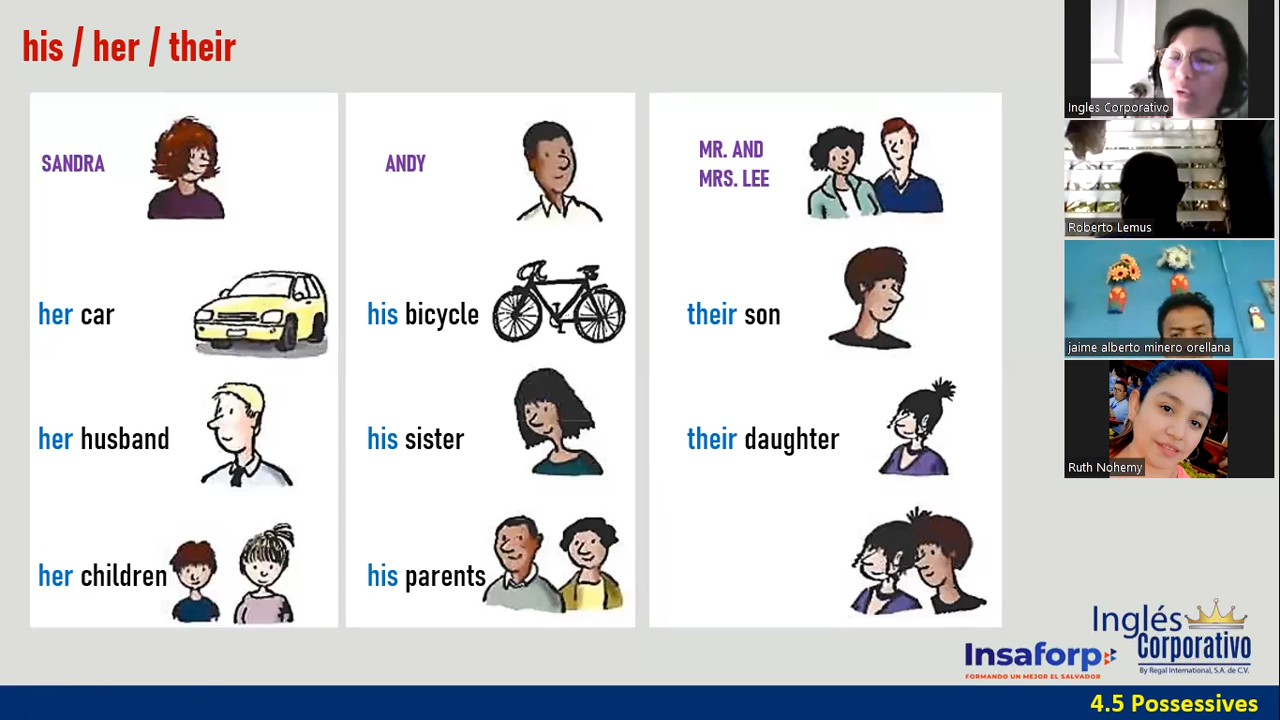 his / her / their
SANDRA
her car
her husband
her children
ANDY
his bicycle
his sister
his parents
MR. AND
MRS. LEE
their son
their daughter
Ingles Corporativo
Roberto Lemus
jaime alberto minero orellana
Ruth Nohemy
Insaforp
FORMANDO UN MEJOR EL SALVADOR
Inglés
Corporativo
By Regal Internacional, S.A. de C.V.
4.5 Possessives